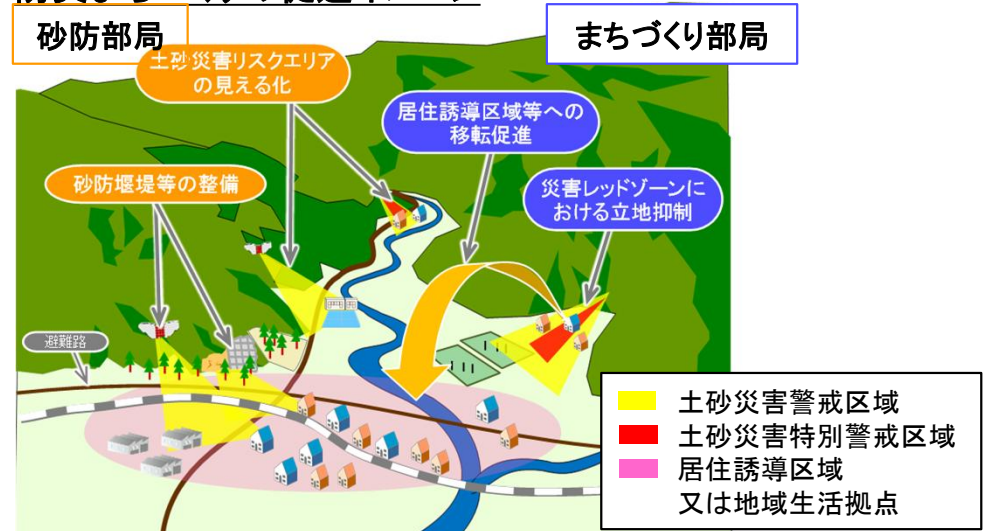 砂防部局
まちづくり部局
土砂災害リスクエリア
の見える化
居住誘導区域等への
移転促進
砂防堰堤等の整備
災害レッドゾーンに
おける立地抑制
避難路
土砂災害警戒区域
土砂災害特別警戒区域
居住誘導区域
又は地域生活拠点